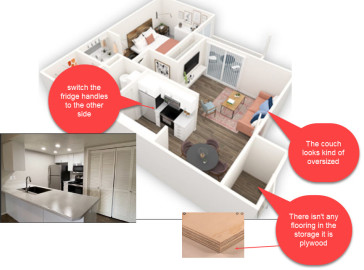 switch the
fridge handles
to the other
side
The couch
looks kind of
oversized
There isn't any
flooring in the
storage it is
plywood